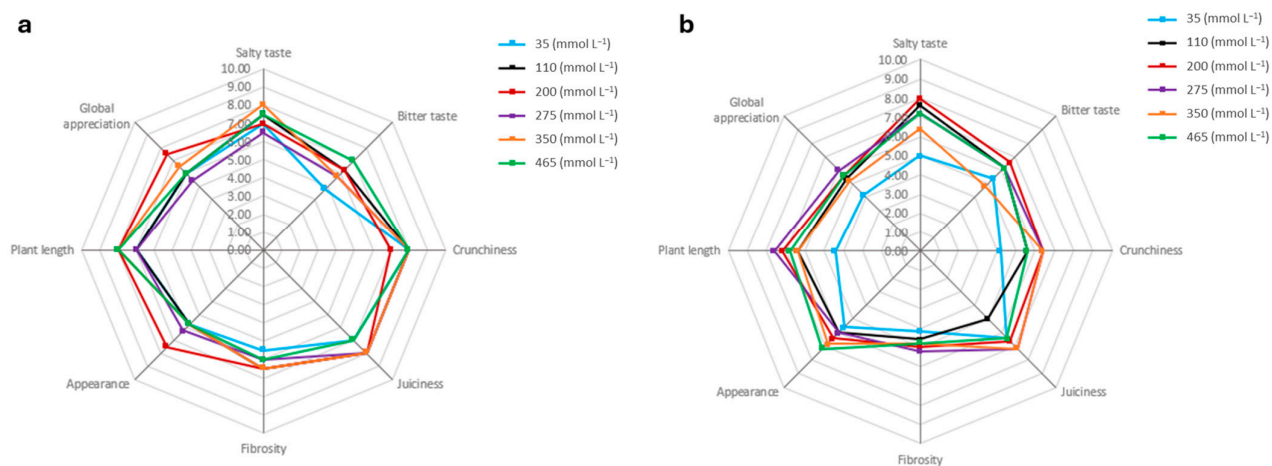 a
Salty taste
10.00
9.00
8.00
7.00
6.00
5.00
4.00
3.00
2.00
1.00
0.00
Bitter taste
Crunchiness
Juiciness
Fibrosity
Appearance
Plant length
Global
appreciation
35 (mmol L⁻¹)
110 (mmol L⁻¹)
200 (mmol L⁻¹)
275 (mmol L⁻¹)
350 (mmol L⁻¹)
465 (mmol L⁻¹)
b
Salty taste
10.00
9.00
8.00
7.00
6.00
5.00
4.00
3.00
2.00
1.00
0.00
Bitter taste
Crunchiness
Juiciness
Fibrosity
Appearance
Plant length
Global
appreciation
35 (mmol L⁻¹)
110 (mmol L⁻¹)
200 (mmol L⁻¹)
275 (mmol L⁻¹)
350 (mmol L⁻¹)
465 (mmol L⁻¹)